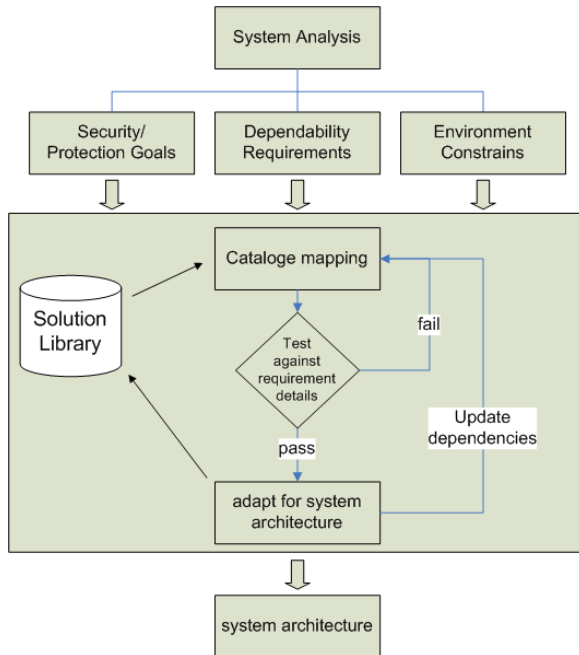 System Analysis
Security/
Protection Goals
Dependability
Requirements
Environment
Constrains
Cataloge mapping
Solution
Library
fail
Test
against
requirement
details
Update
dependencies
pass
adapt for system
architecture
system architecture